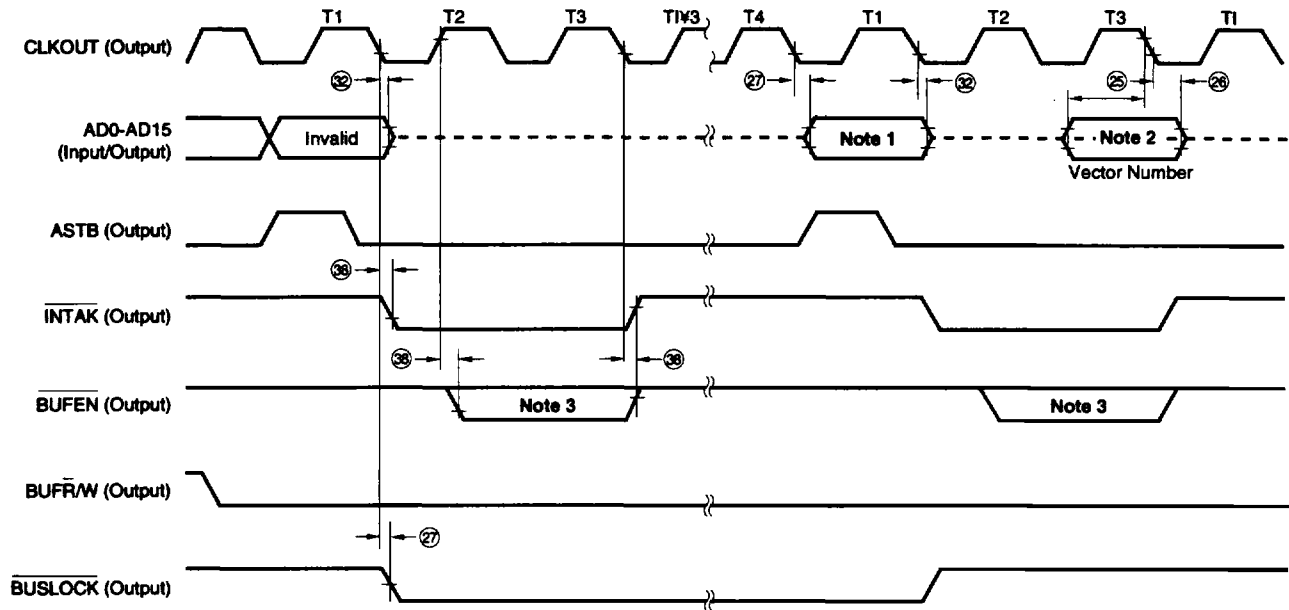 T1 T2 T3 TI¥3 T4 T1 T2 T3 TI
CLKOUT (Output)
㉜ ㉗ ㉜ ㉕ ㉖
AD0-AD15
(Input/Output)
Invalid Note 1 Note 2
Vector Number
ASTB (Output)
㊳
INTAK (Output)
㊳ ㊳
BUFEN (Output) Note 3 Note 3
BUFR̄/W (Output)
㉗
BUSLOCK (Output)